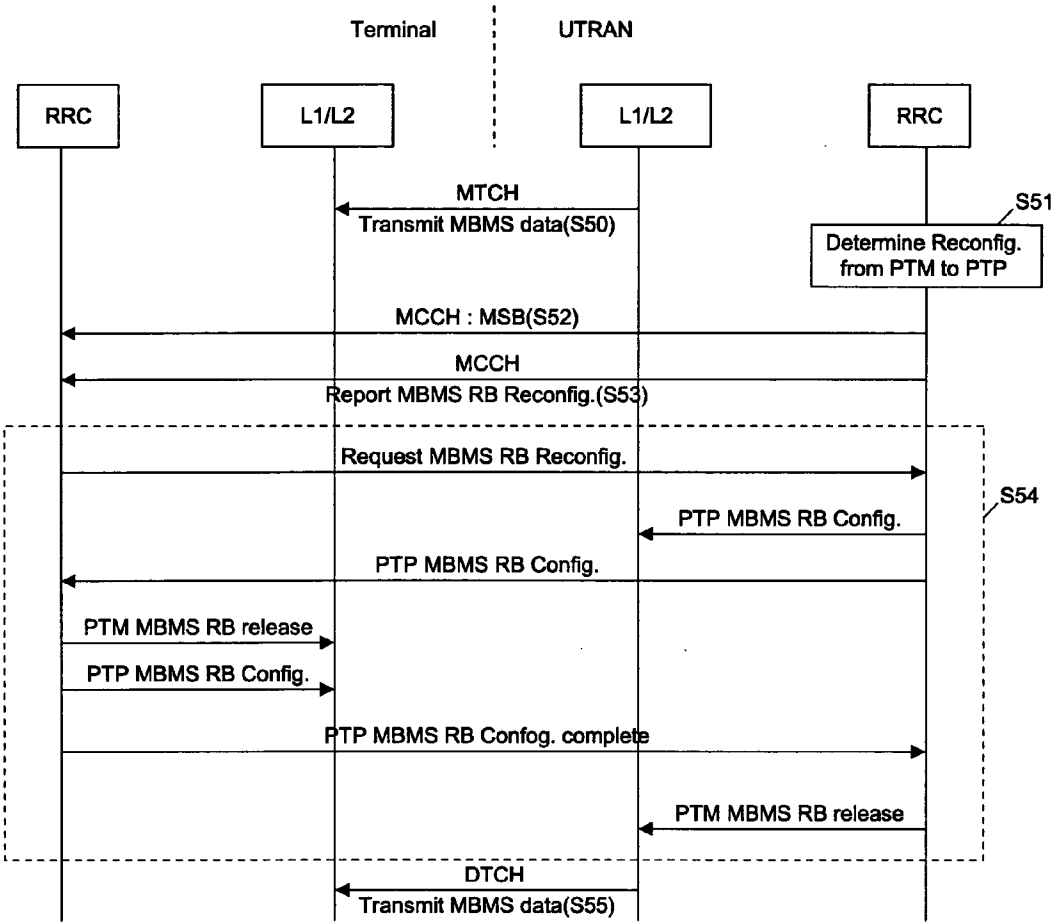 Terminal
UTRAN
RRC
L1/L2
L1/L2
RRC
MTCH
Transmit MBMS data(S50)
S51
Determine Reconfig.
from PTM to PTP
MCCH : MSB(S52)
MCCH
Report MBMS RB Reconfig.(S53)
Request MBMS RB Reconfig.
S54
PTP MBMS RB Config.
PTP MBMS RB Config.
PTM MBMS RB release
PTP MBMS RB Config.
PTP MBMS RB Confog. complete
PTM MBMS RB release
DTCH
Transmit MBMS data(S55)